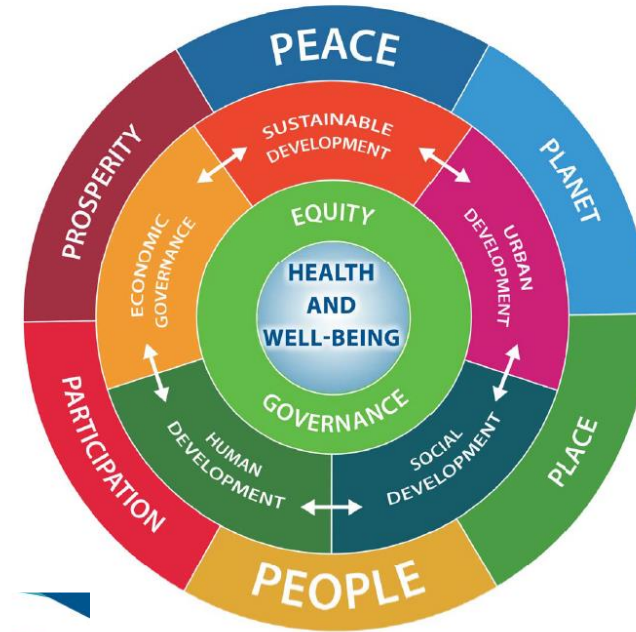 PEACE
PLANET
PLACE
PEOPLE
PARTICIPATION
PROSPERITY
SUSTAINABLE
DEVELOPMENT
URBAN
DEVELOPMENT
SOCIAL
DEVELOPMENT
HUMAN
DEVELOPMENT
ECONOMIC
GOVERNANCE
EQUITY
GOVERNANCE
HEALTH
AND
WELL-BEING